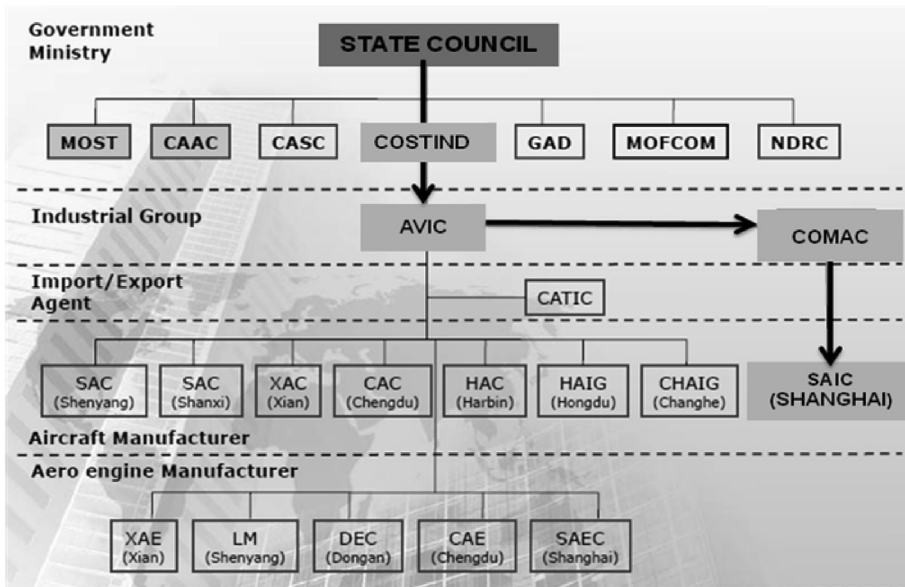 Government
Ministry
STATE COUNCIL
MOST
CAAC
CASC
COSTIND
GAD
MOFCOM
NDRC
Industrial Group
AVIC
COMAC
Import/Export
Agent
CATIC
SAC
(Shenyang)
SAC
(Shanxi)
XAC
(Xian)
CAC
(Chengdu)
HAC
(Harbin)
HAIG
(Hongdu)
CHAIG
(Changhe)
SAIC
(SHANGHAI)
Aircraft Manufacturer
Aero engine Manufacturer
XAE
(Xian)
LM
(Shenyang)
DEC
(Dongan)
CAE
(Chengdu)
SAEC
(Shanghai)